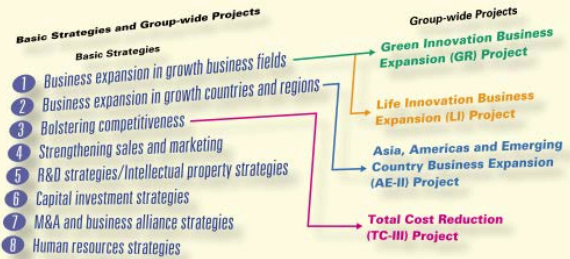 Basic Strategies and Group-wide Projects
Basic Strategies
1 Business expansion in growth business fields
2 Business expansion in growth countries and regions
3 Bolstering competitiveness
4 Strengthening sales and marketing
5 R&D strategies/Intellectual property strategies
6 Capital investment strategies
7 M&A and business alliance strategies
8 Human resources strategies
Group-wide Projects
Green Innovation Business
Expansion (GR) Project
Life Innovation Business
Expansion (LI) Project
Asia, Americas and Emerging
Country Business Expansion
(AE-II) Project
Total Cost Reduction
(TC-III) Project